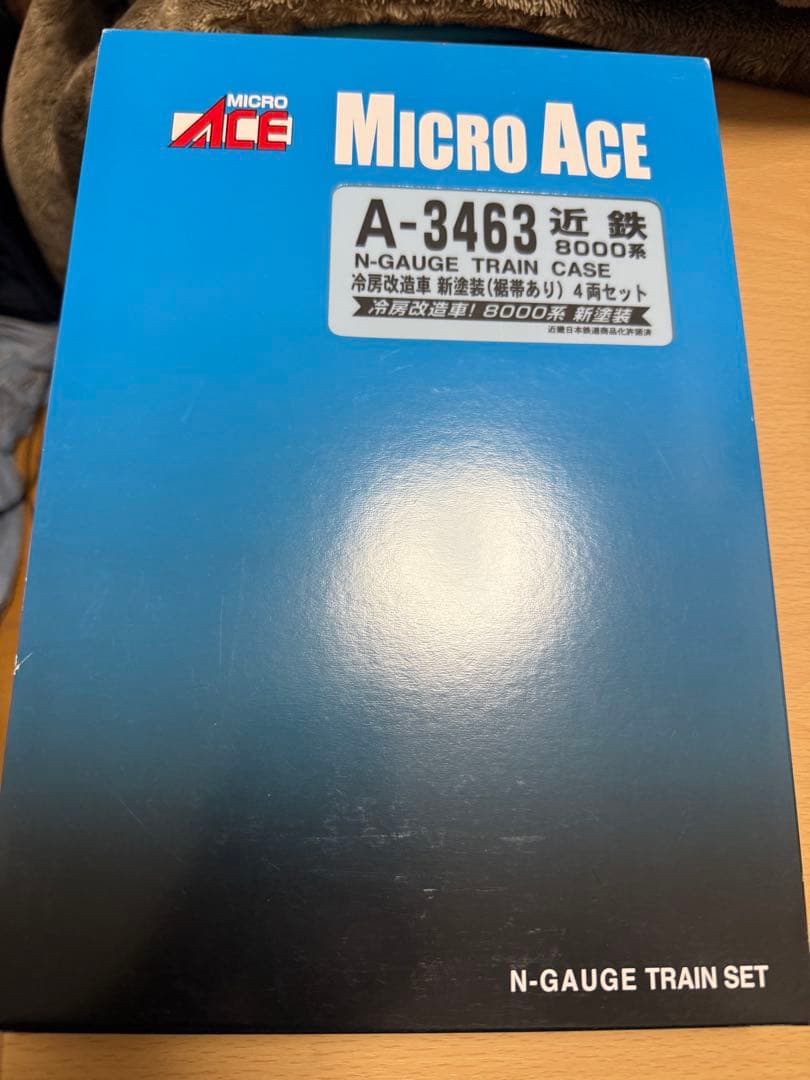 MICRO
ACE
MICRO ACE
A-3463 近鉄
8000系
N-GAUGE TRAIN CASE
冷房改造車 新塗装(裾帯あり) 4両セット
冷房改造車! 8000系 新塗装
近畿日本鉄道商品化許諾済
N-GAUGE TRAIN SET